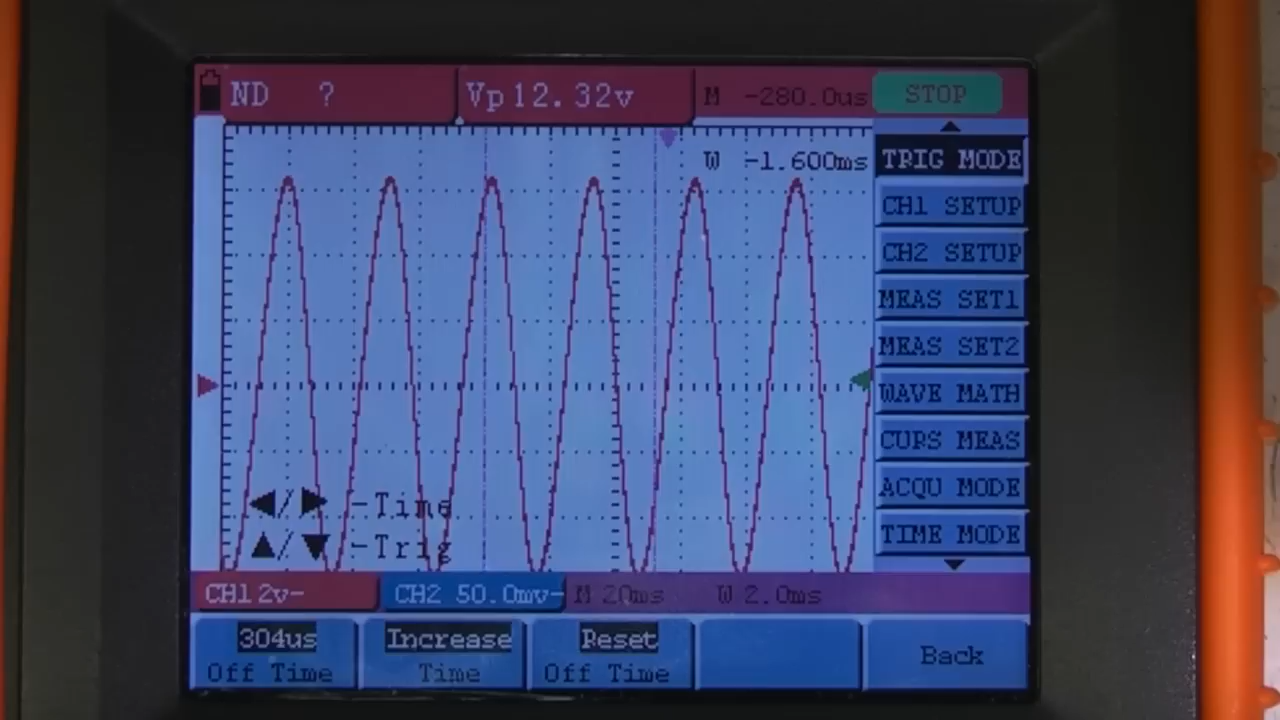 ND ? Vp 12.32v M -280.0us STOP
W -1.600ms TRIG MODE
CH1 SETUP
CH2 SETUP
MEAS SET1
MEAS SET2
WAVE MATH
CURS MEAS
ACQU MODE
TIME MODE
◀/▶ -Time
▲/▼ -Trig
CH1 2v- CH2 50.0mv- M 20ms W 2.0ms
304us Increase Reset
Off Time Time Off Time Back